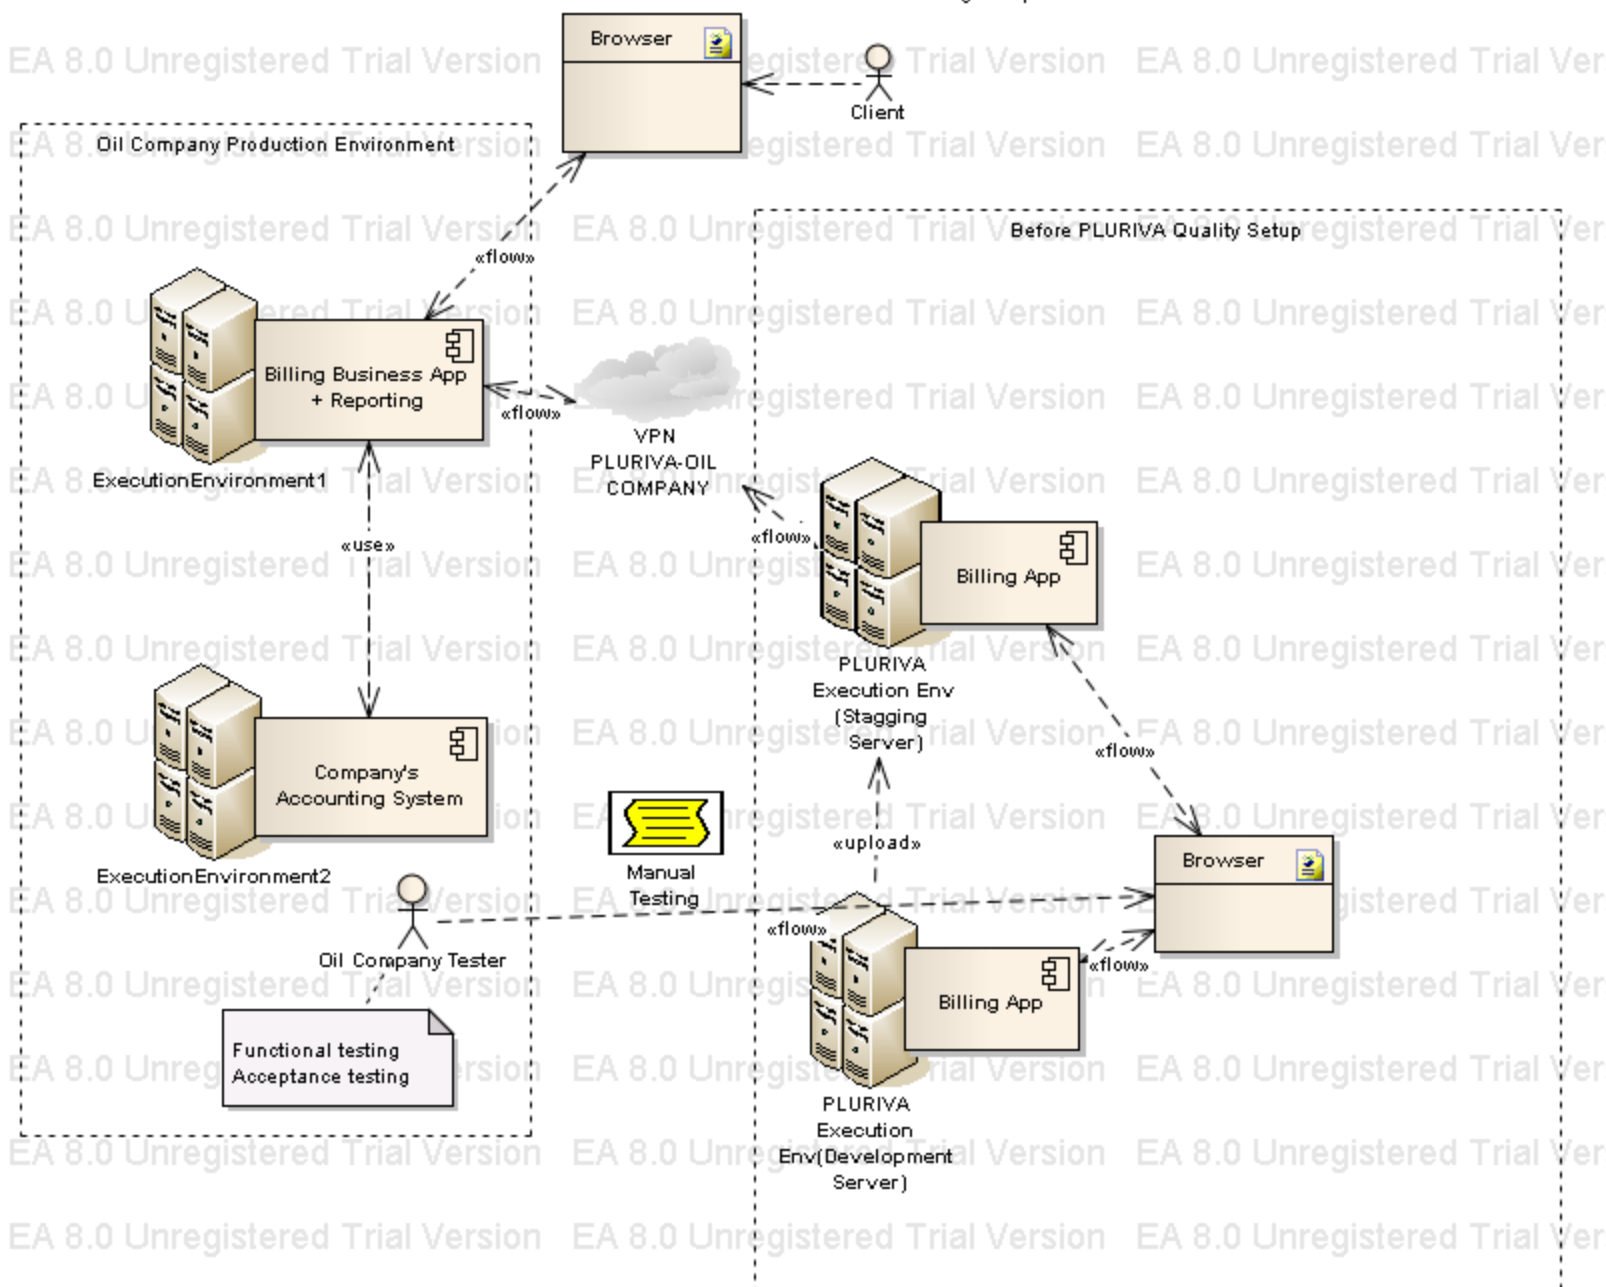 Browser
Client
Oil Company Production Environment
Before PLURIVA Quality Setup
«flow»
Billing Business App
+ Reporting
«flow»
ExecutionEnvironment1
VPN
PLURIVA-OIL
COMPANY
«flow»
«use»
Billing App
PLURIVA
Execution Env
(Stagging
Server)
«flow»
Company's
Accounting System
ExecutionEnvironment2
Manual
Testing
«upload»
Browser
«flow»
«flow»
Oil Company Tester
Billing App
Functional testing
Acceptance testing
PLURIVA
Execution
Env(Development
Server)
EA 8.0 Unregistered Trial Version